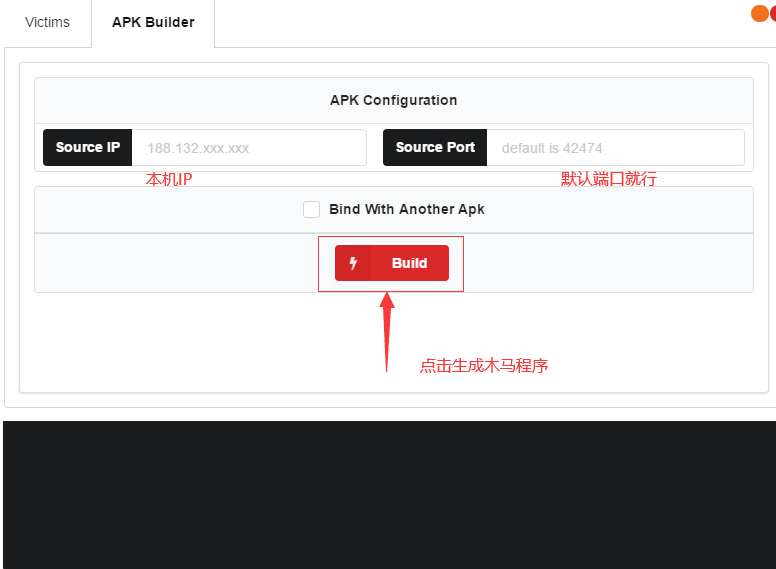 Victims
APK Builder
APK Configuration
Source IP
188.132.xxx.xxx
Source Port
default is 42474
本机IP
默认端口就行
Bind With Another Apk
Build
点击生成木马程序